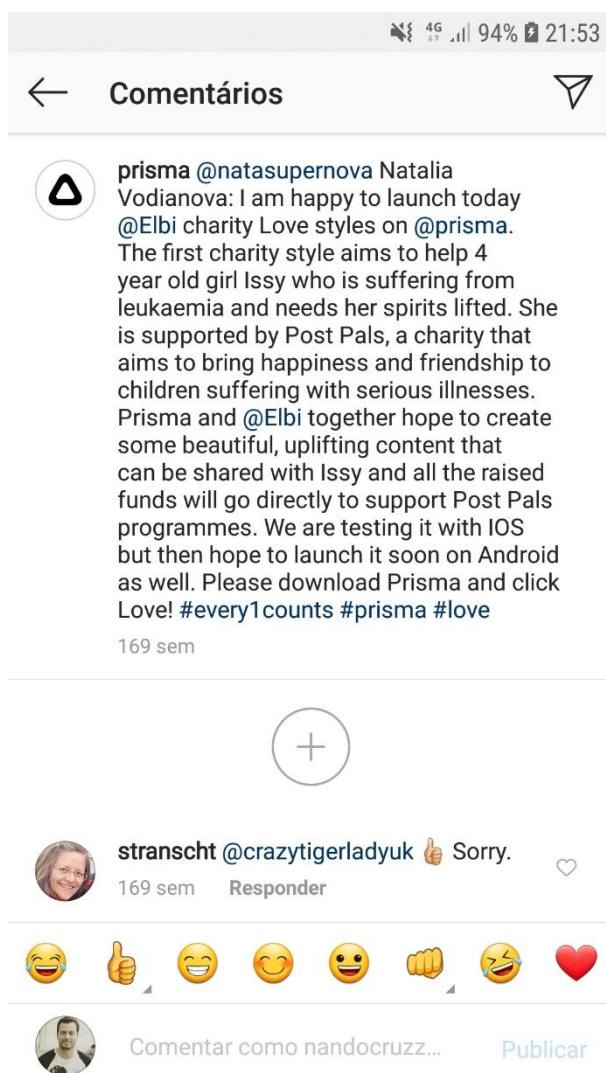 4G 94% 21:53
Comentários
prisma @natasupernova Natalia
Vodianova: I am happy to launch today
@Elbi charity Love styles on @prisma.
The first charity style aims to help 4
year old girl Issy who is suffering from
leukaemia and needs her spirits lifted. She
is supported by Post Pals, a charity that
aims to bring happiness and friendship to
children suffering with serious illnesses.
Prisma and @Elbi together hope to create
some beautiful, uplifting content that
can be shared with Issy and all the raised
funds will go directly to support Post Pals
programmes. We are testing it with IOS
but then hope to launch it soon on Android
as well. Please download Prisma and click
Love! #every1counts #prisma #love
169 sem
stranscht @crazytigerladyuk 👍 Sorry.
169 sem Responder
Comentar como nandocruzz... Publicar